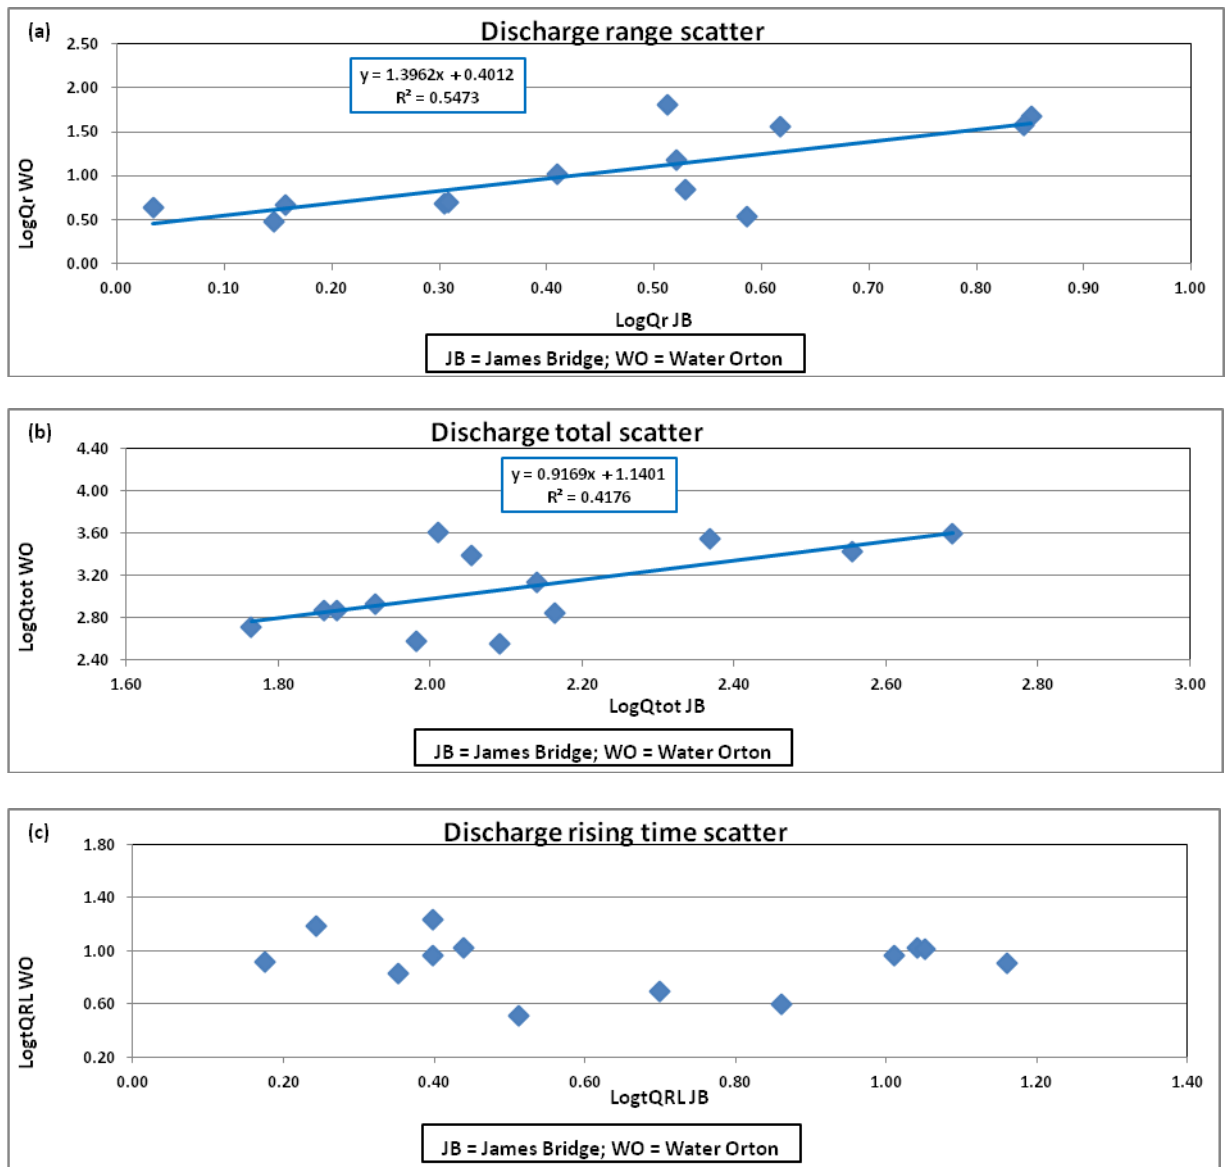 (a)
Discharge range scatter
2.50
2.00
1.50
1.00
0.50
0.00
y = 1.3962x + 0.4012
R² = 0.5473
LogQr WO
0.00 0.10 0.20 0.30 0.40 0.50 0.60 0.70 0.80 0.90 1.00
LogQr JB
JB = James Bridge; WO = Water Orton
(b)
Discharge total scatter
4.40
4.00
3.60
3.20
2.80
2.40
y = 0.9169x + 1.1401
R² = 0.4176
LogQtot WO
1.60 1.80 2.00 2.20 2.40 2.60 2.80 3.00
LogQtot JB
JB = James Bridge; WO = Water Orton
(c)
Discharge rising time scatter
1.80
1.40
1.00
0.60
0.20
LogtQRL WO
0.00 0.20 0.40 0.60 0.80 1.00 1.20 1.40
LogtQRL JB
JB = James Bridge; WO = Water Orton